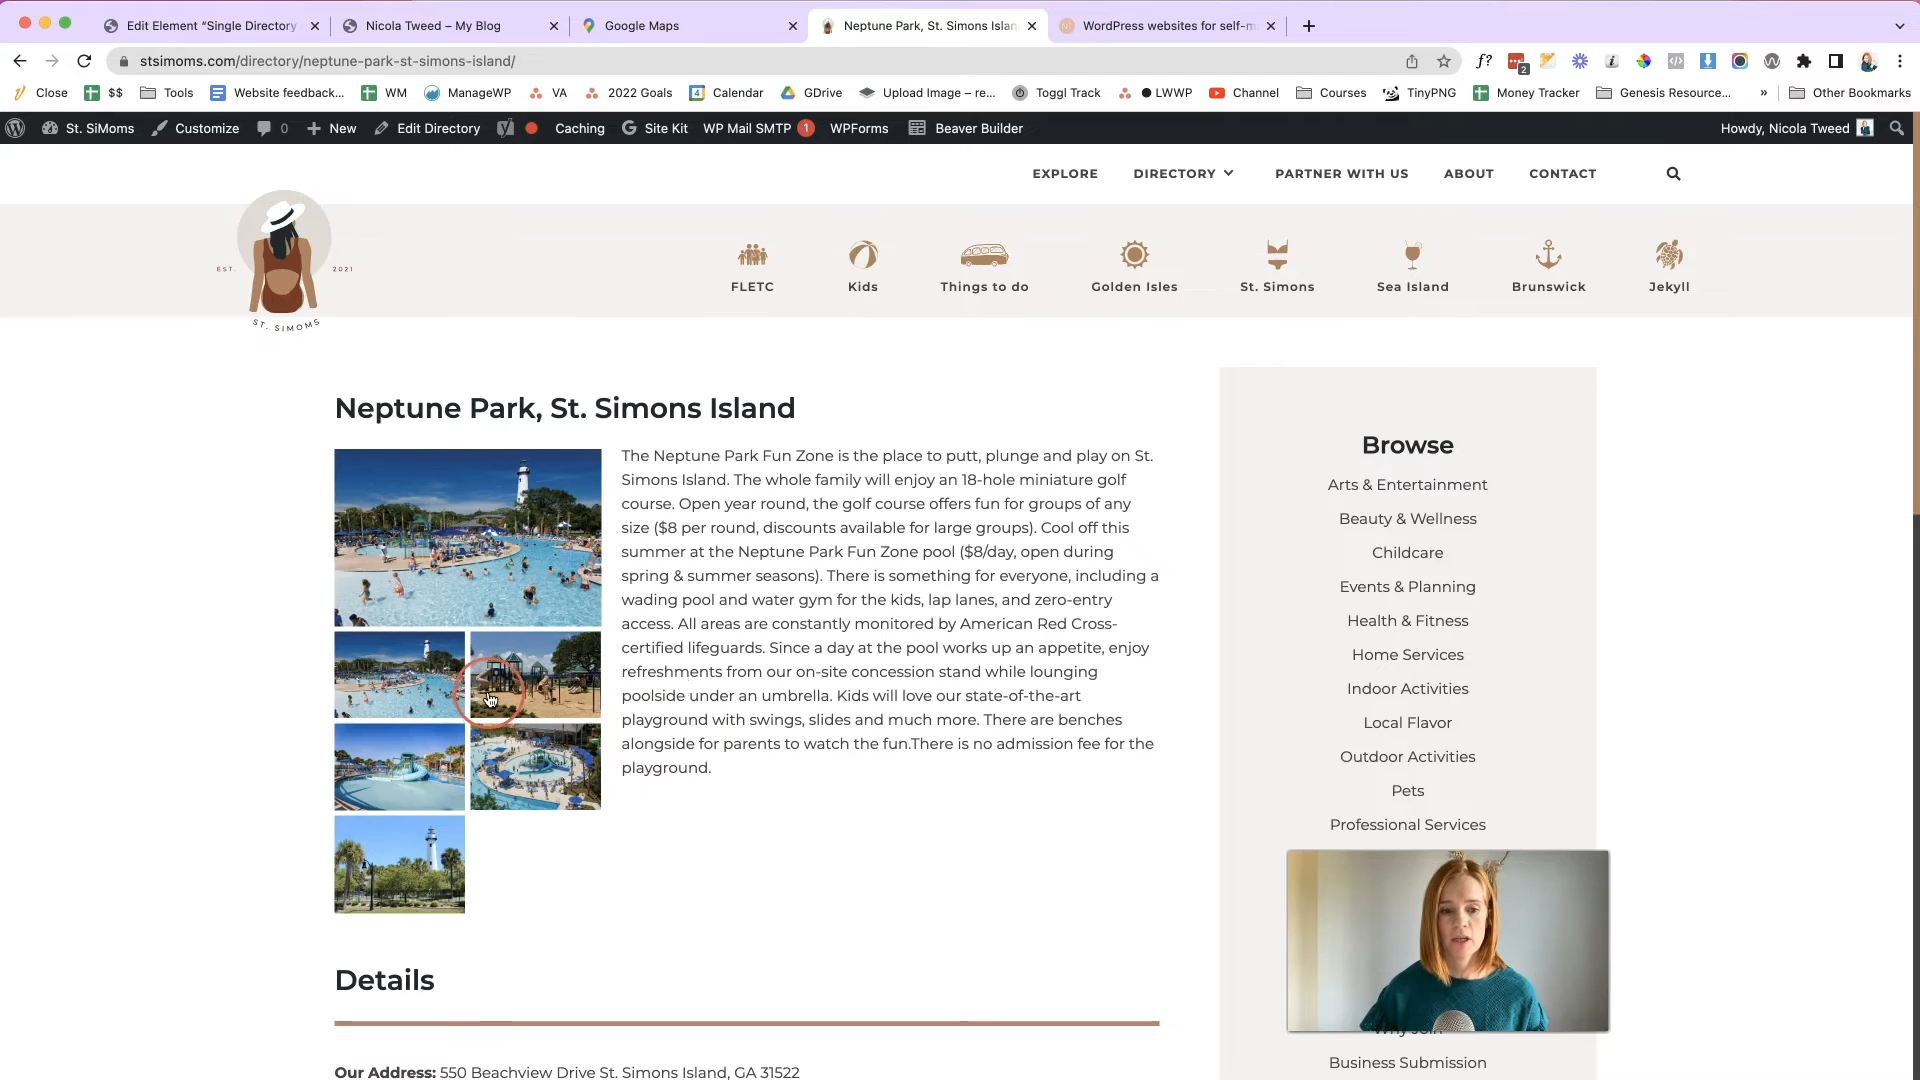 Edit Element "Single Directory
Nicola Tweed – My Blog
Google Maps
Neptune Park, St. Simons Islan
WordPress websites for self-m
stsimoms.com/directory/neptune-park-st-simons-island/
f?
2
Close
$$
Tools
Website feedback...
WM
ManageWP
VA
2022 Goals
Calendar
GDrive
Upload Image – re...
Toggl Track
LWWP
Channel
Courses
TinyPNG
Money Tracker
Genesis Resource...
»
Other Bookmarks
St. SiMoms
Customize
0
New
Edit Directory
Caching
Site Kit
WP Mail SMTP 1
WPForms
Beaver Builder
Howdy, Nicola Tweed
EXPLORE
DIRECTORY
PARTNER WITH US
ABOUT
CONTACT
EST. 2021
ST. SIMOMS
FLETC
Kids
Things to do
Golden Isles
St. Simons
Sea Island
Brunswick
Jekyll
Neptune Park, St. Simons Island
The Neptune Park Fun Zone is the place to putt, plunge and play on St.
Simons Island. The whole family will enjoy an 18-hole miniature golf
course. Open year round, the golf course offers fun for groups of any
size ($8 per round, discounts available for large groups). Cool off this
summer at the Neptune Park Fun Zone pool ($8/day, open during
spring & summer seasons). There is something for everyone, including a
wading pool and water gym for the kids, lap lanes, and zero-entry
access. All areas are constantly monitored by American Red Cross-
certified lifeguards. Since a day at the pool works up an appetite, enjoy
refreshments from our on-site concession stand while lounging
poolside under an umbrella. Kids will love our state-of-the-art
playground with swings, slides and much more. There are benches
alongside for parents to watch the fun.There is no admission fee for the
playground.
Details
Our Address: 550 Beachview Drive St. Simons Island, GA 31522
Browse
Arts & Entertainment
Beauty & Wellness
Childcare
Events & Planning
Health & Fitness
Home Services
Indoor Activities
Local Flavor
Outdoor Activities
Pets
Professional Services
Why Join
Business Submission